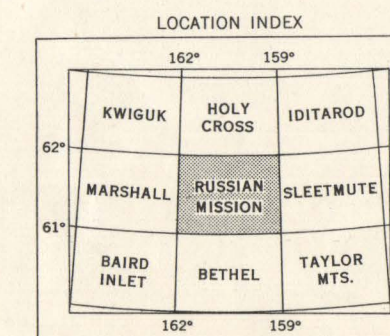 LOCATION INDEX
162° 159°
KWIGUK HOLY CROSS IDITAROD
62°
MARSHALL RUSSIAN MISSION SLEETMUTE
61°
BAIRD INLET BETHEL TAYLOR MTS.
162° 159°